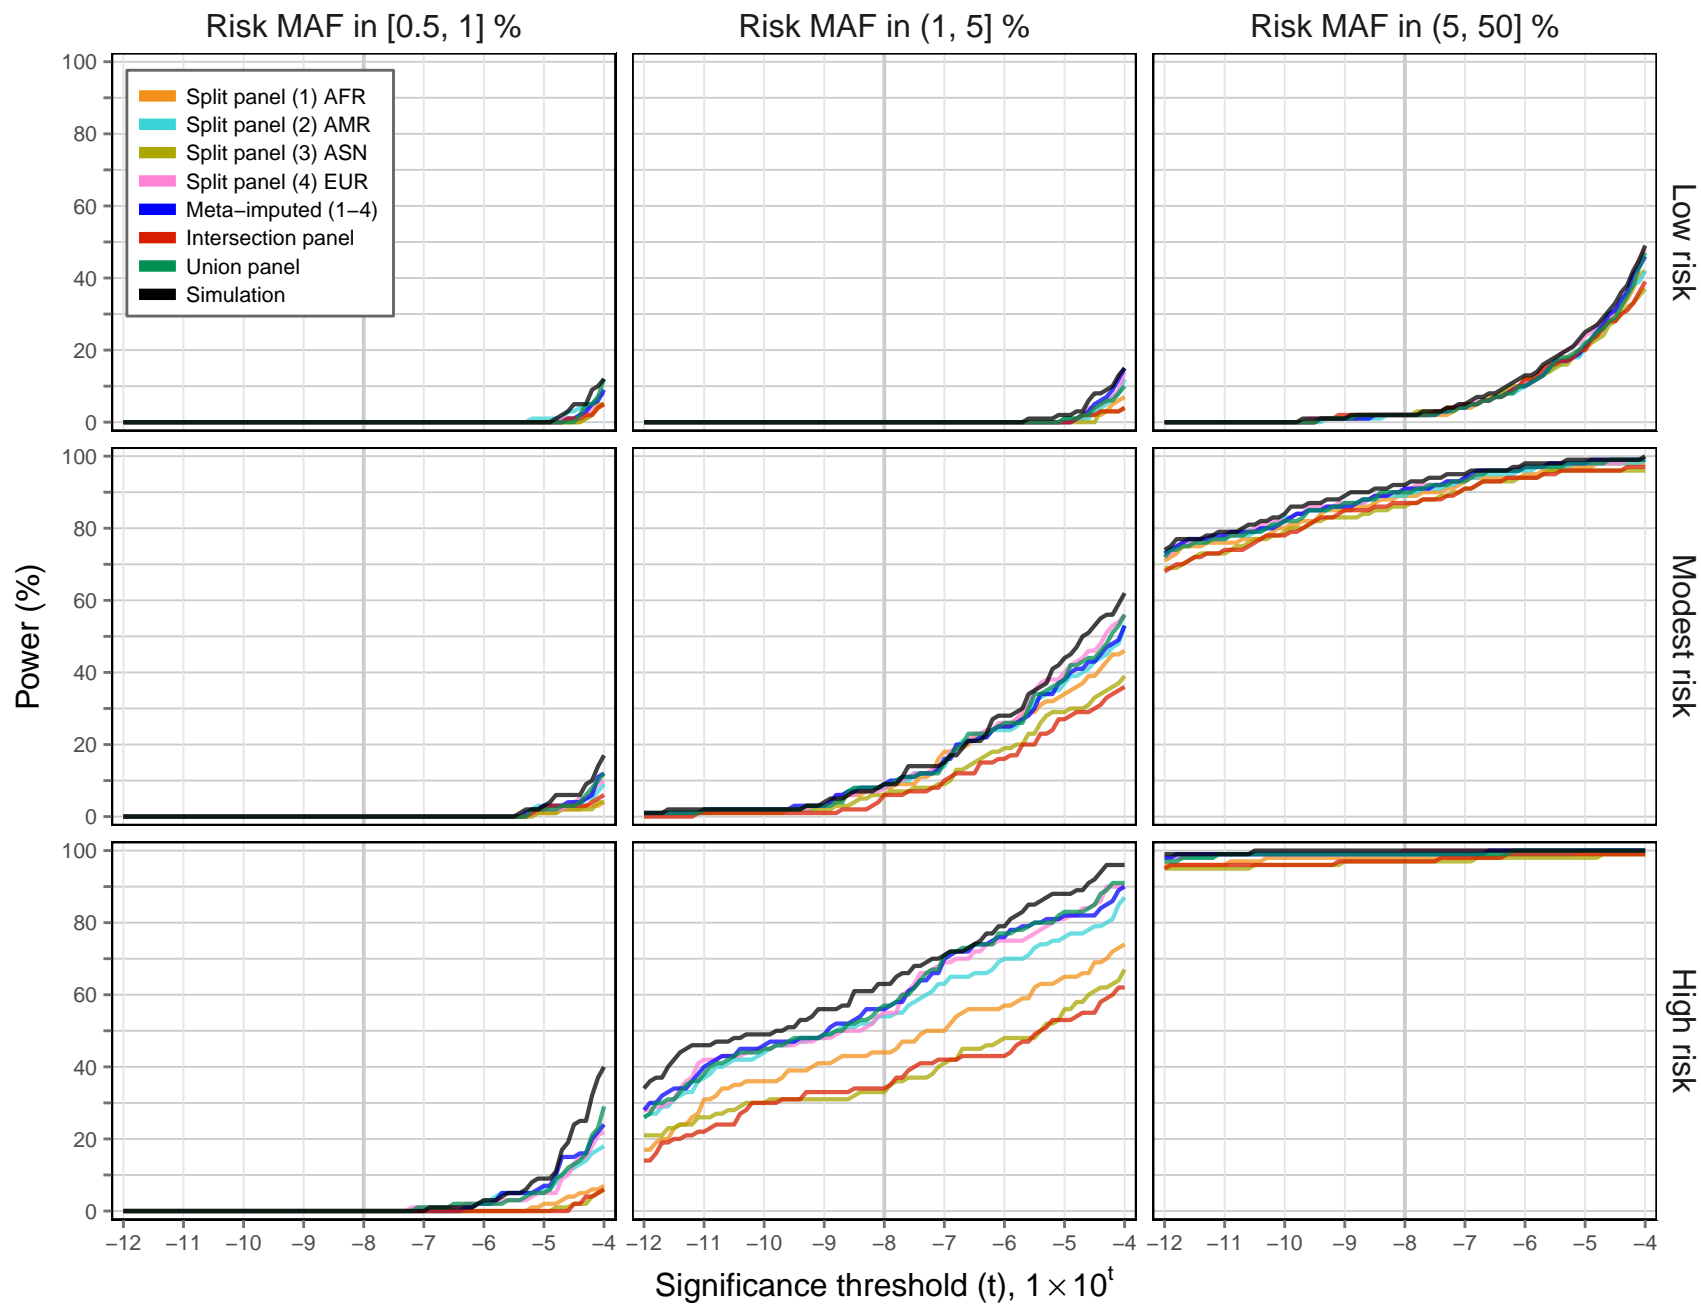 Risk MAF in [0.5, 1] %
Risk MAF in (1, 5] %
Risk MAF in (5, 50] %
100
80
60
40
20
0
Split panel (1) AFR
Split panel (2) AMR
Split panel (3) ASN
Split panel (4) EUR
Meta−imputed (1−4)
Intersection panel
Union panel
Simulation
Low risk
100
80
60
40
20
0
Modest risk
Power (%)
100
80
60
40
20
0
High risk
−12 −11 −10 −9 −8 −7 −6 −5 −4
−12 −11 −10 −9 −8 −7 −6 −5 −4
−12 −11 −10 −9 −8 −7 −6 −5 −4
Significance threshold (t), 1 × 10^t